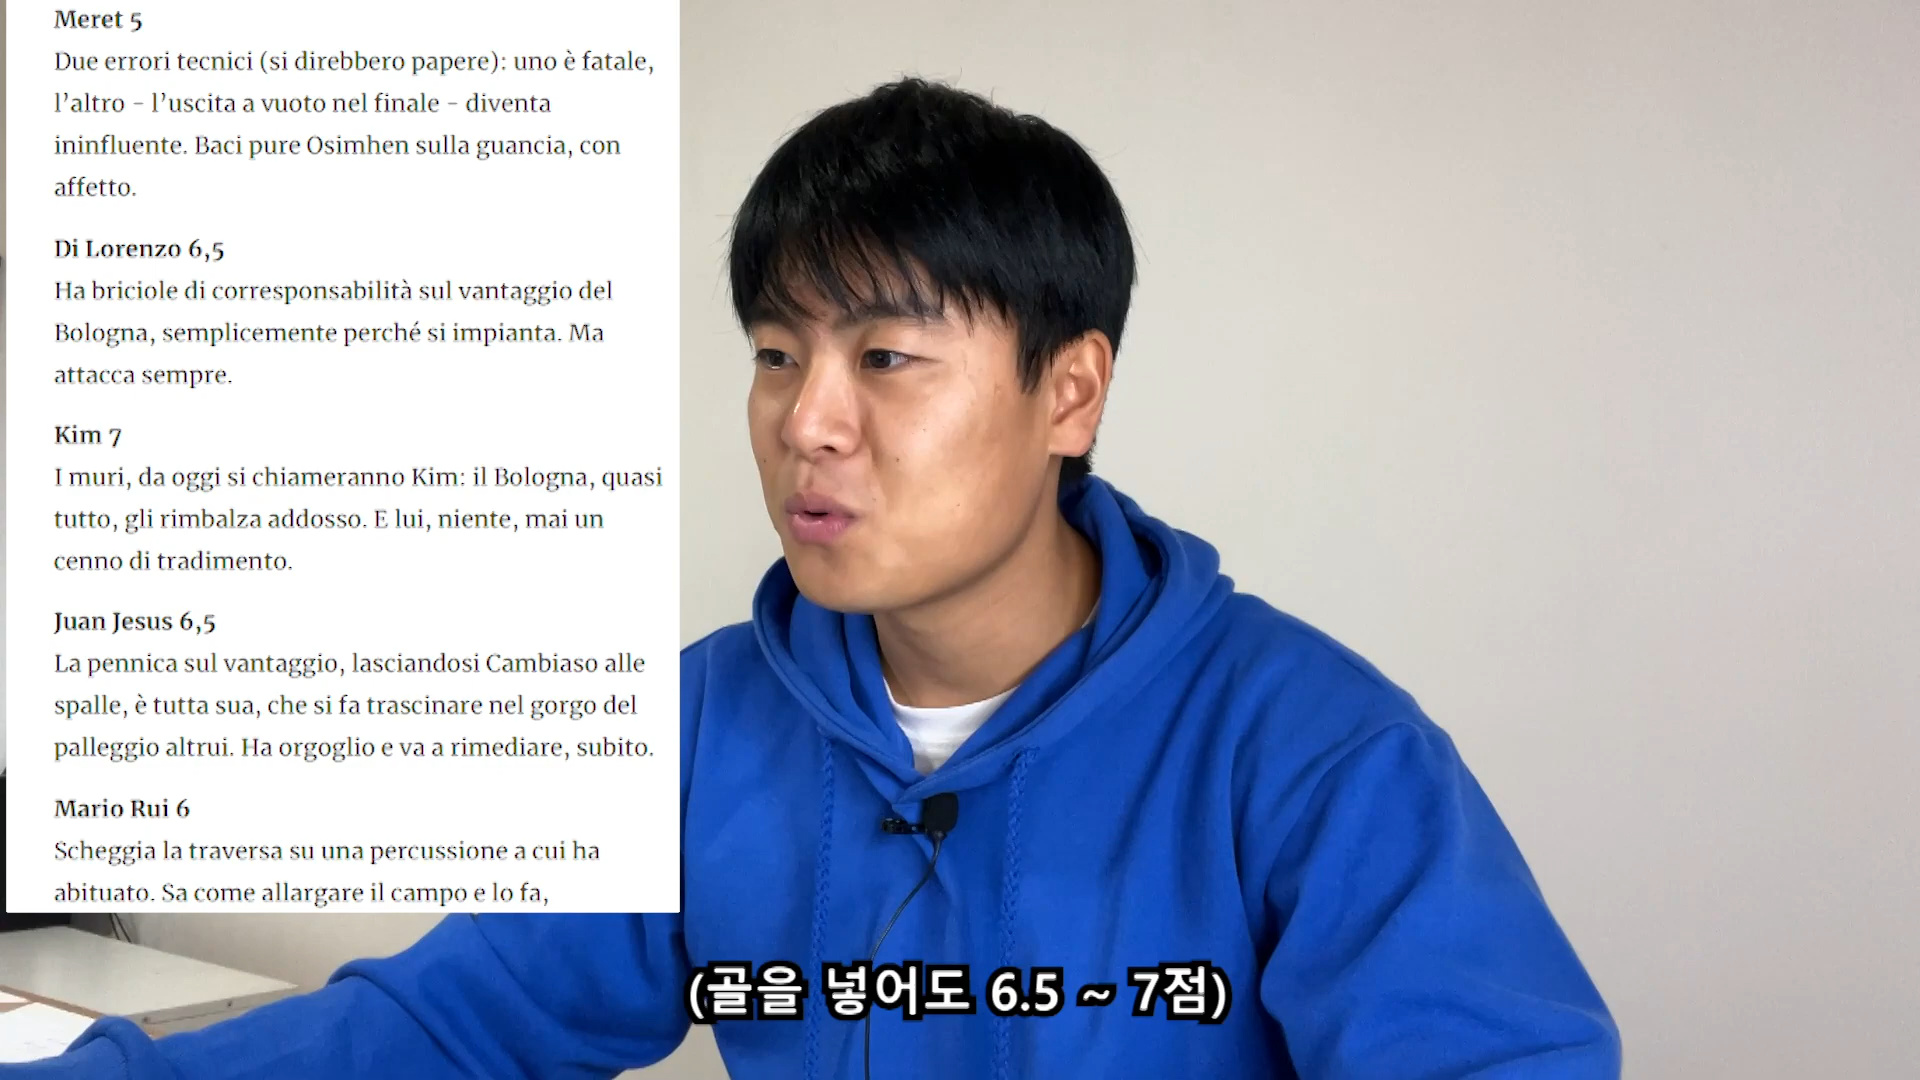 Meret 5
Due errori tecnici (si direbbero papere): uno è fatale,
l’altro - l’uscita a vuoto nel finale - diventa
ininfluente. Baci pure Osimhen sulla guancia, con
affetto.
Di Lorenzo 6,5
Ha briciole di corresponsabilità sul vantaggio del
Bologna, semplicemente perché si impianta. Ma
attacca sempre.
Kim 7
I muri, da oggi si chiameranno Kim: il Bologna, quasi
tutto, gli rimbalza addosso. E lui, niente, mai un
cenno di tradimento.
Juan Jesus 6,5
La pennica sul vantaggio, lasciandosi Cambiaso alle
spalle, è tutta sua, che si fa trascinare nel gorgo del
palleggio altrui. Ha orgoglio e va a rimediare, subito.
Mario Rui 6
Scheggia la traversa su una percussione a cui ha
abituato. Sa come allargare il campo e lo fa,
(골을 넣어도 6.5 ~ 7점)